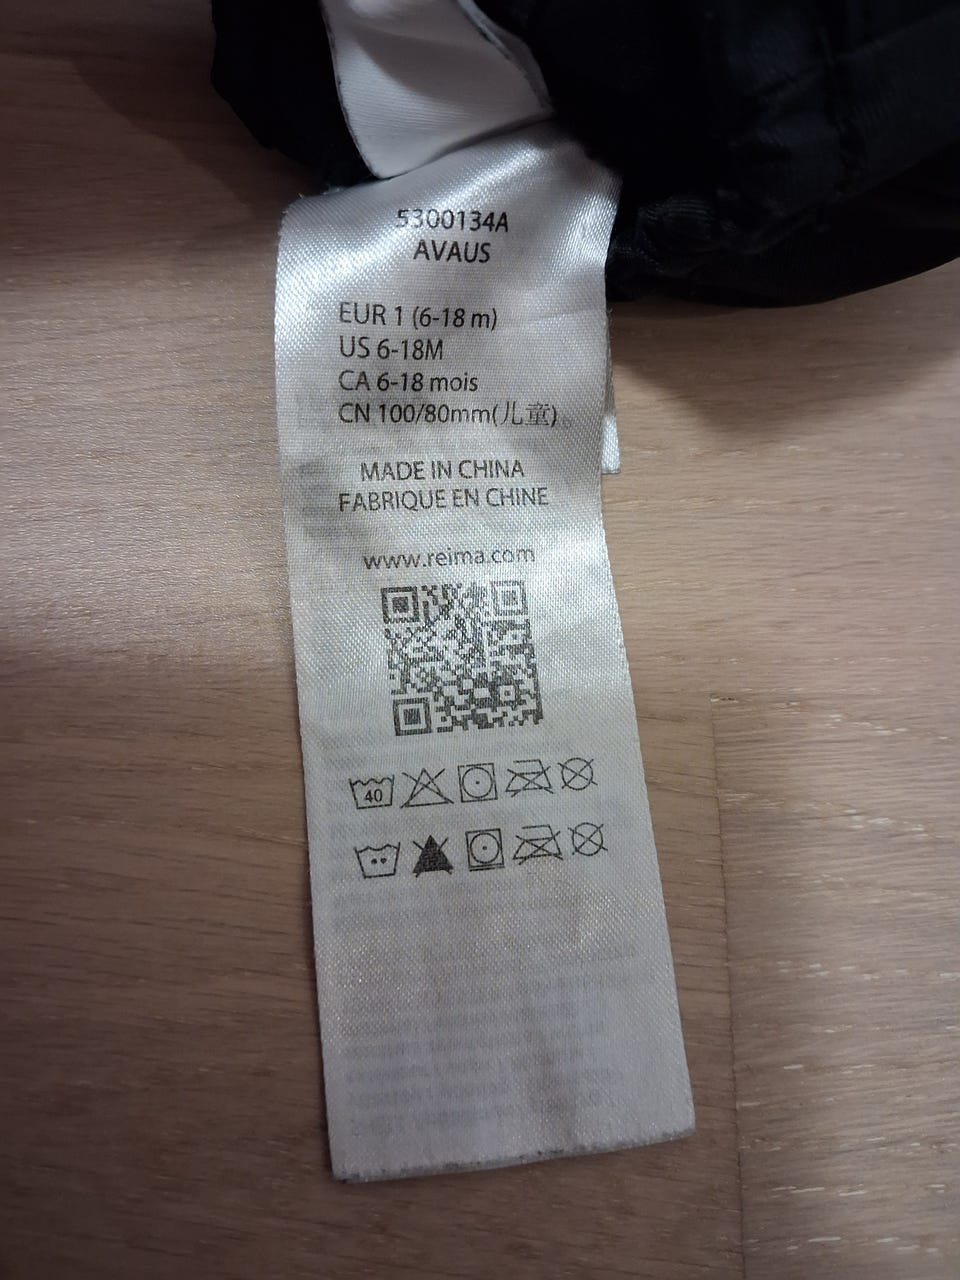 5300134A
AVAUS
EUR 1 (6-18 m)
US 6-18M
CA 6-18 mois
CN 100/80mm(儿童)
MADE IN CHINA
FABRIQUE EN CHINE
www.reima.com
40